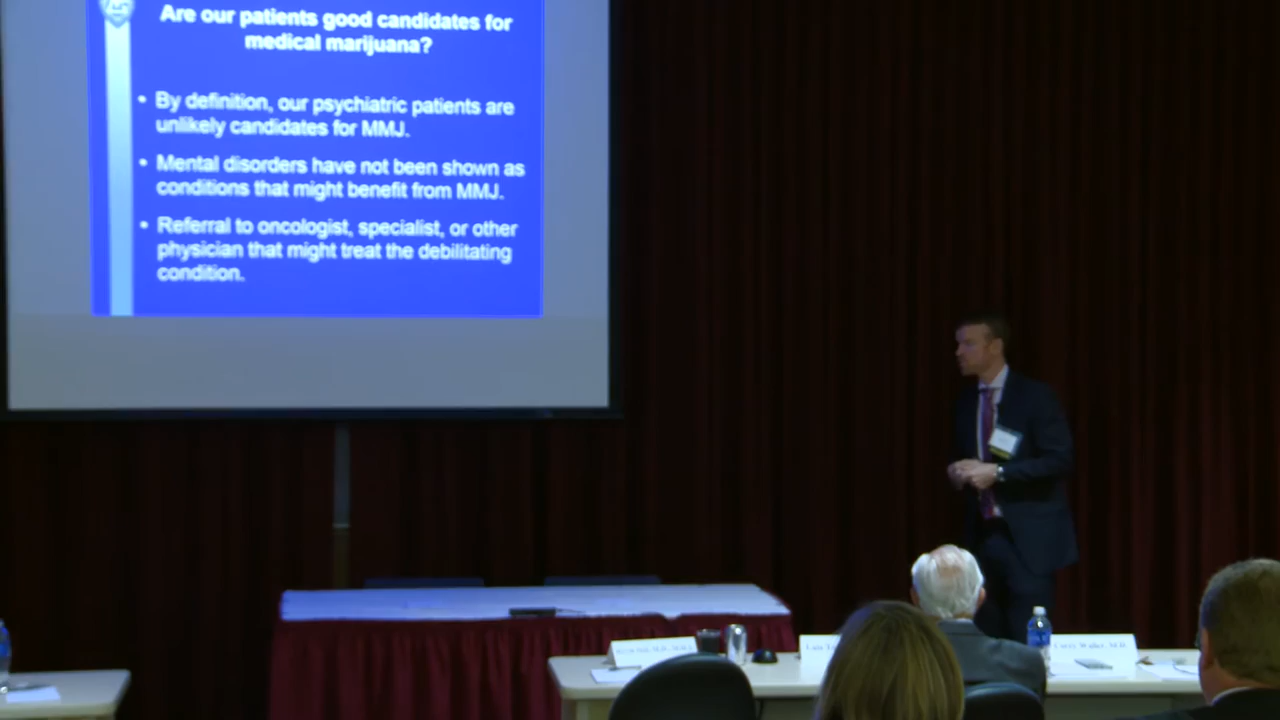 Are our patients good candidates for
medical marijuana?
• By definition, our psychiatric patients are
unlikely candidates for MMJ.
• Mental disorders have not been shown as
conditions that might benefit from MMJ.
• Referral to oncologist, specialist, or other
physician that might treat the debilitating
condition.